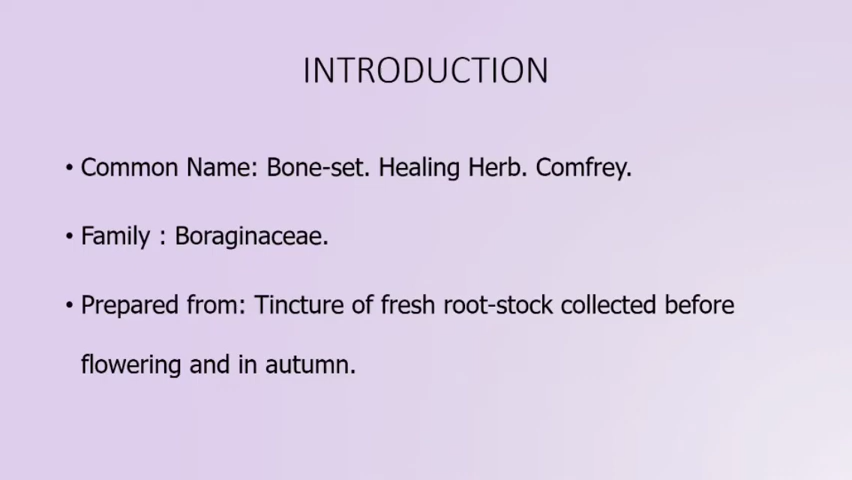 INTRODUCTION
• Common Name: Bone-set. Healing Herb. Comfrey.
• Family : Boraginaceae.
• Prepared from: Tincture of fresh root-stock collected before
flowering and in autumn.